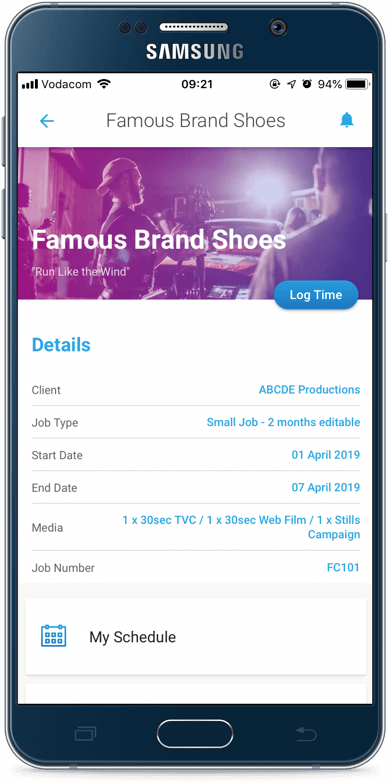 SAMSUNG
Vodacom 09:21 94%
Famous Brand Shoes
Famous Brand Shoes
"Run Like the Wind"
Log Time
Details
Client ABCDE Productions
Job Type Small Job - 2 months editable
Start Date 01 April 2019
End Date 07 April 2019
Media 1 x 30sec TVC / 1 x 30sec Web Film / 1 x Stills
Campaign
Job Number FC101
My Schedule